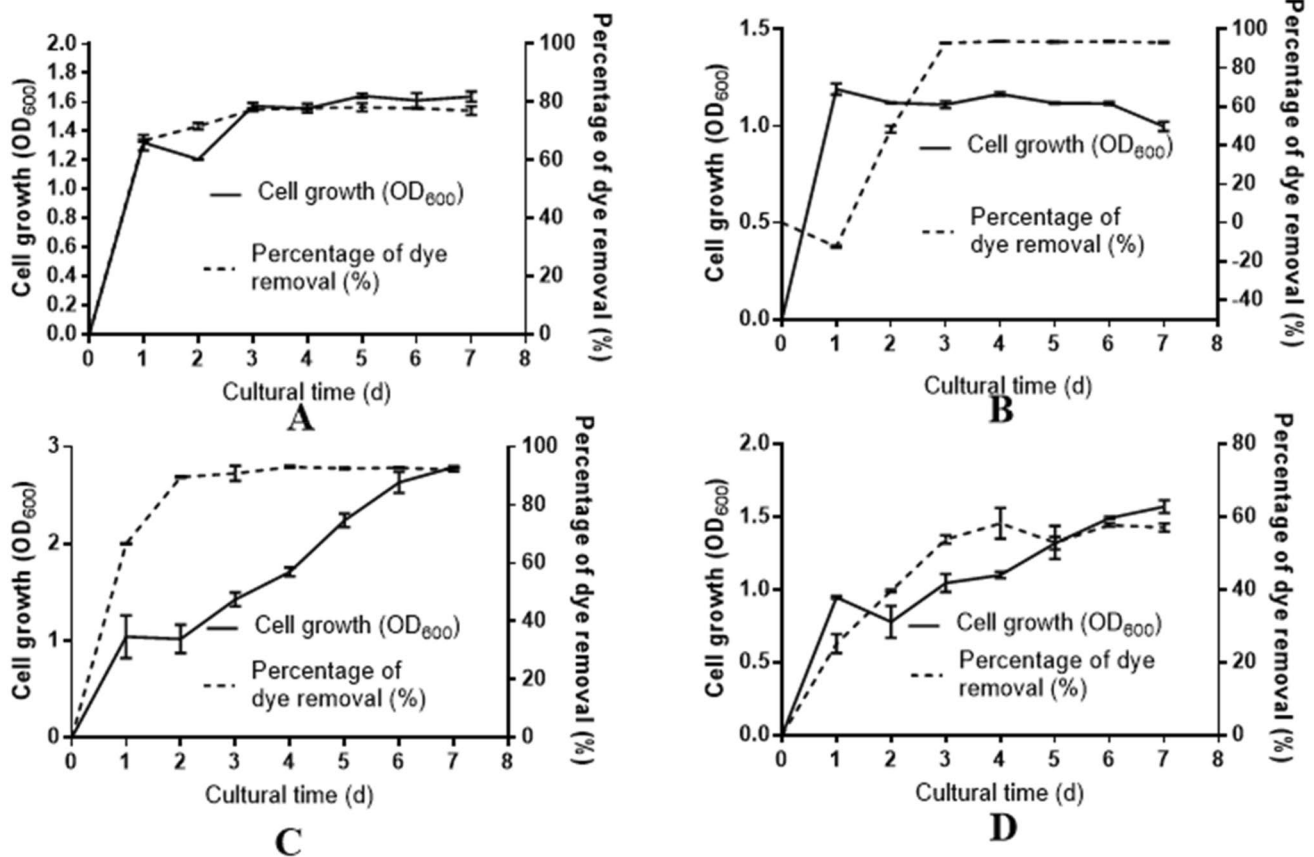 Cell growth (OD600)
2.0
1.8
1.6
1.4
1.2
1.0
0.8
0.6
0.4
0.2
0.0
0 1 2 3 4 5 6 7 8
Cultural time (d)
100
80
60
40
20
0
Percentage of dye removal (%)
Cell growth (OD600)
Percentage of dye
removal (%)
A
Cell growth (OD600)
1.5
1.0
0.5
0.0
0 1 2 3 4 5 6 7 8
Cultural time (d)
100
80
60
40
20
0
-20
-40
Percentage of dye removal (%)
Cell growth (OD600)
Percentage of
dye removal (%)
B
Cell growth (OD600)
3
2
1
0
0 1 2 3 4 5 6 7 8
Cultural time (d)
100
80
60
40
20
0
Percentage of dye removal (%)
Cell growth (OD600)
Percentage of
dye removal (%)
C
Cell growth (OD600)
2.0
1.5
1.0
0.5
0.0
0 1 2 3 4 5 6 7 8
Cultural time (d)
80
60
40
20
0
Percentage of dye removal (%)
Cell growth (OD600)
Percentage of dye
removal (%)
D